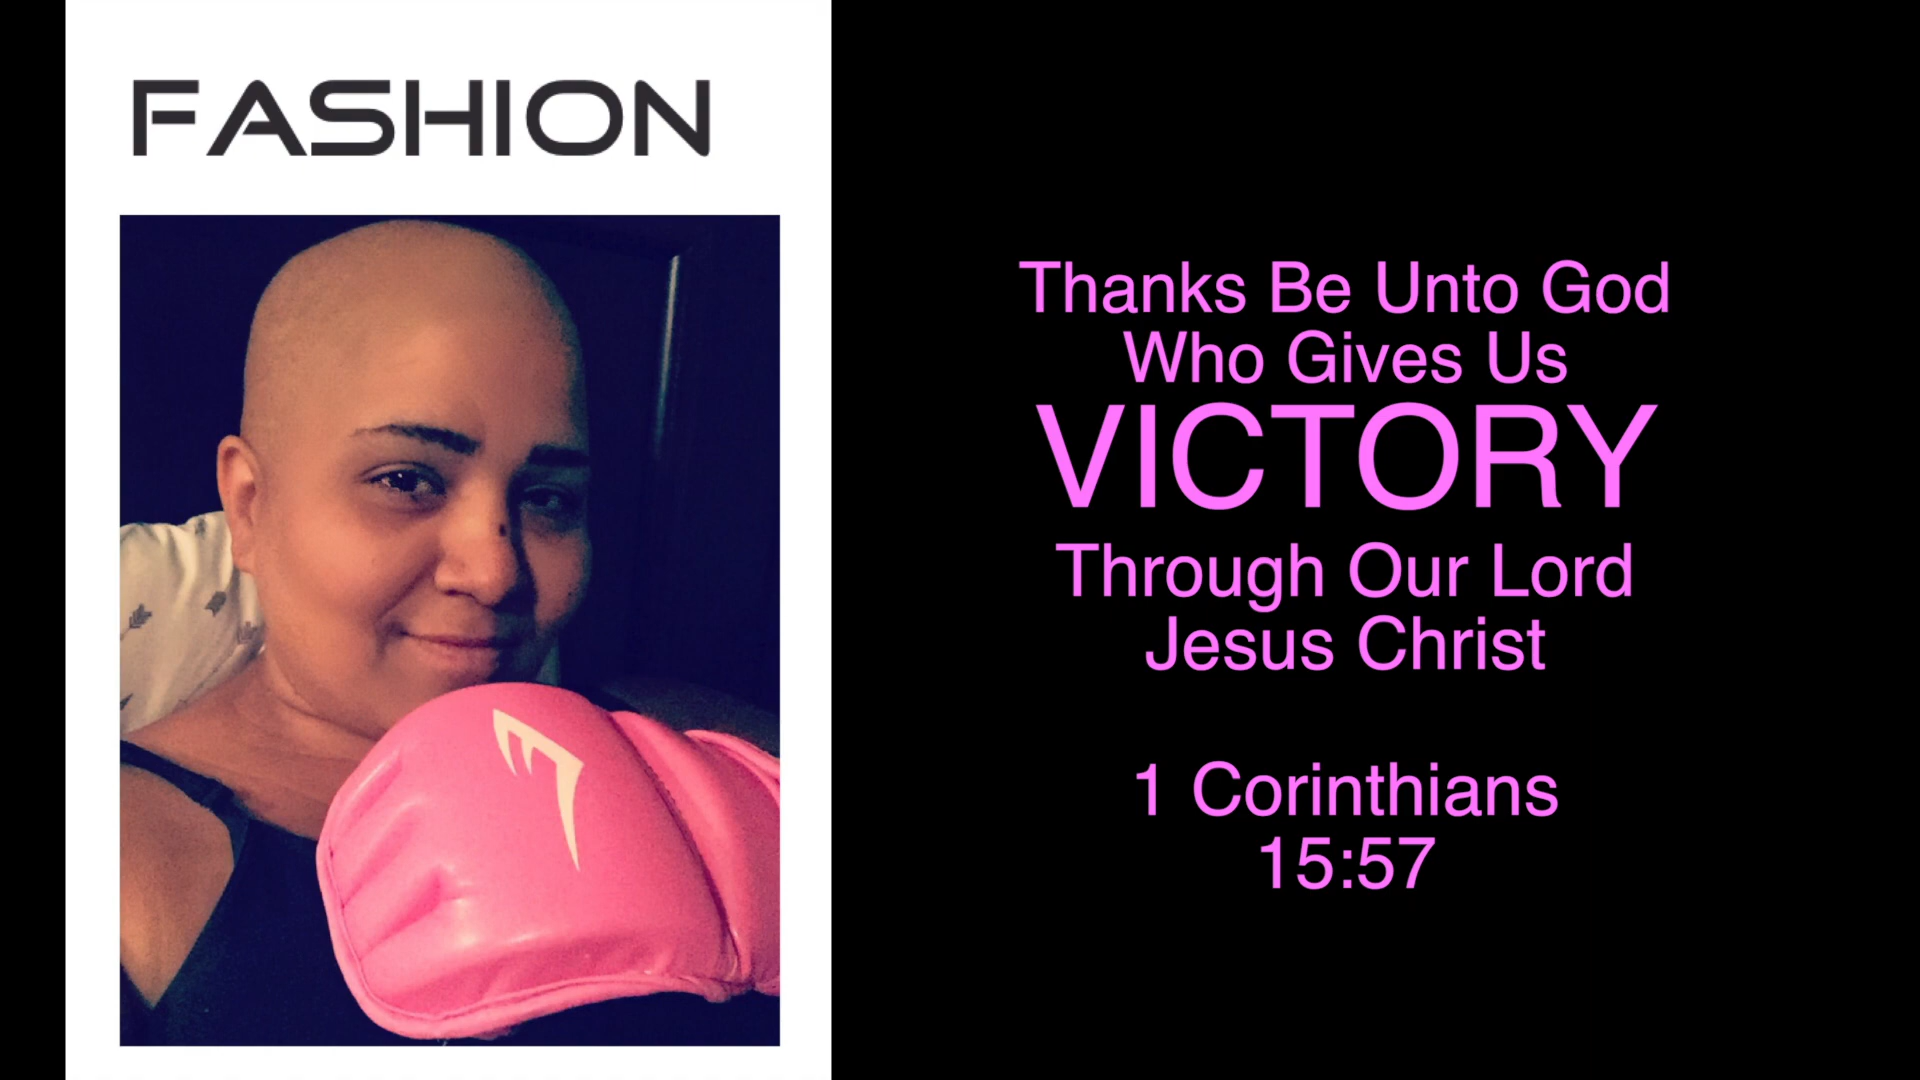 FASHION
Thanks Be Unto God
Who Gives Us
VICTORY
Through Our Lord
Jesus Christ
1 Corinthians
15:57